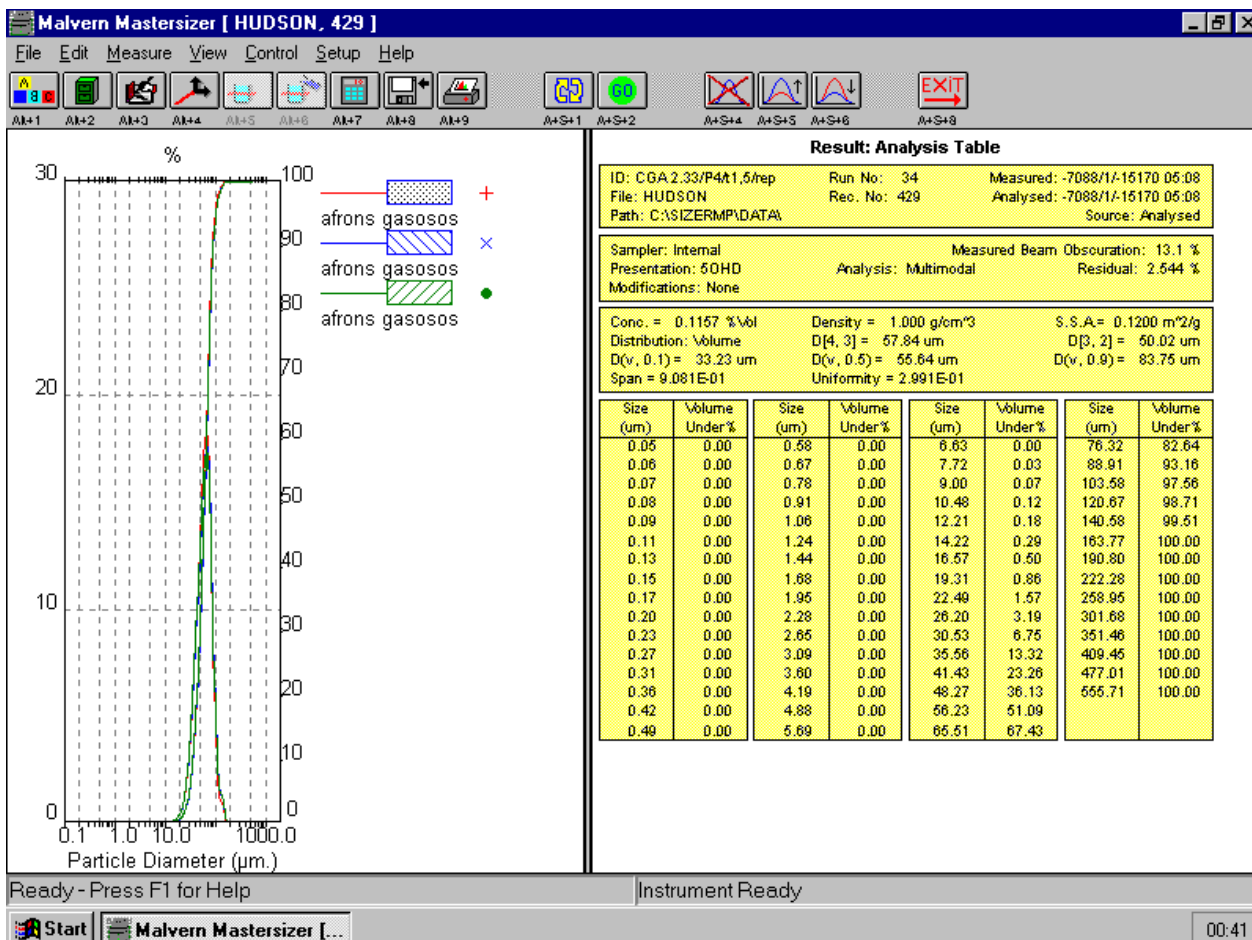 Malvern Mastersizer [ HUDSON, 429 ]
File Edit Measure View Control Setup Help
A B C GO EXIT
Alt+1 Alt+2 Alt+3 Alt+4 Alt+5 Alt+6 Alt+7 Alt+8 Alt+9 A+S+1 A+S+2 A+S+4 A+S+5 A+S+6 A+S+8
%
30 100
90
80
70
20
60
50
40
10
30
20
10
0 0
0.1 1.0 10.0 1000.0
Particle Diameter (µm.)
afrons gasosos
afrons gasosos
afrons gasosos
Result: Analysis Table
ID: CGA 2.33/P4/t1,5/rep Run No: 34 Measured: -7088/1/-15170 05:08
File: HUDSON Rec. No: 429 Analysed: -7088/1/-15170 05:08
Path: C:\SIZERMP\DATA\ Source: Analysed
Sampler: Internal Measured Beam Obscuration: 13.1 %
Presentation: 5OHD Analysis: Multimodal Residual: 2.544 %
Modifications: None
Conc. = 0.1157 %Vol Density = 1.000 g/cm^3 S.S.A.= 0.1200 m^2/g
Distribution: Volume D[4, 3] = 57.84 um D[3, 2] = 50.02 um
D(v, 0.1) = 33.23 um D(v, 0.5) = 55.64 um D(v, 0.9) = 83.75 um
Span = 9.081E-01 Uniformity = 2.991E-01
Size Volume Size Volume Size Volume Size Volume
(um) Under% (um) Under% (um) Under% (um) Under%
0.05 0.00 0.58 0.00 6.63 0.00 76.32 82.64
0.06 0.00 0.67 0.00 7.72 0.03 88.91 93.16
0.07 0.00 0.78 0.00 9.00 0.07 103.58 97.56
0.08 0.00 0.91 0.00 10.48 0.12 120.67 98.71
0.09 0.00 1.06 0.00 12.21 0.18 140.58 99.51
0.11 0.00 1.24 0.00 14.22 0.29 163.77 100.00
0.13 0.00 1.44 0.00 16.57 0.50 190.80 100.00
0.15 0.00 1.68 0.00 19.31 0.86 222.28 100.00
0.17 0.00 1.95 0.00 22.49 1.57 258.95 100.00
0.20 0.00 2.28 0.00 26.20 3.19 301.68 100.00
0.23 0.00 2.65 0.00 30.53 6.75 351.46 100.00
0.27 0.00 3.09 0.00 35.56 13.32 409.45 100.00
0.31 0.00 3.60 0.00 41.43 23.26 477.01 100.00
0.36 0.00 4.19 0.00 48.27 36.13 555.71 100.00
0.42 0.00 4.88 0.00 56.23 51.09
0.49 0.00 5.69 0.00 65.51 67.43
Ready - Press F1 for Help Instrument Ready
Start Malvern Mastersizer [... 00:41